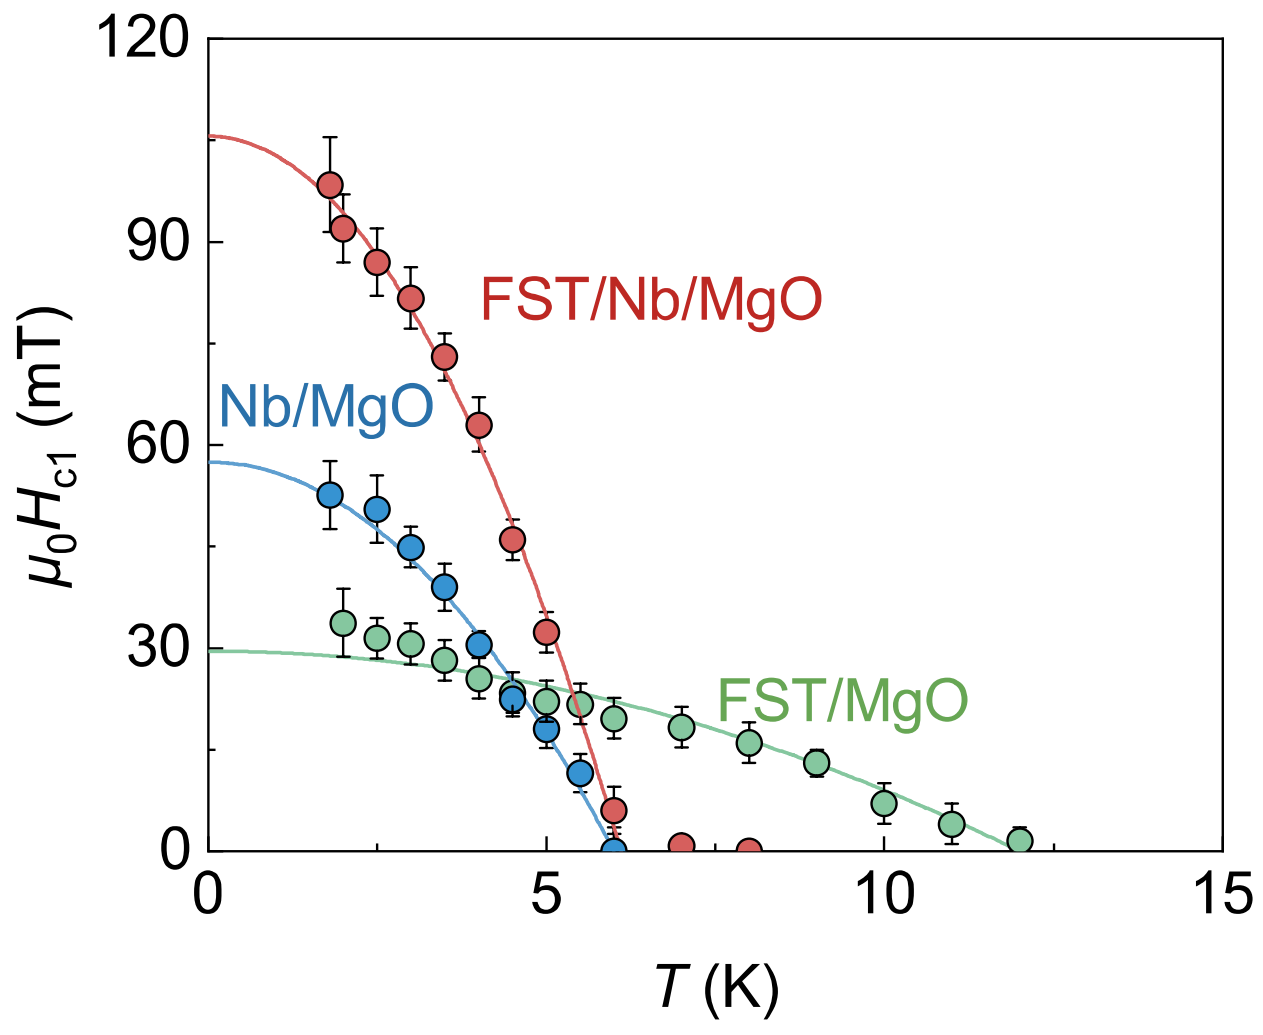 120
90
60
30
0
μ0Hc1 (mT)
FST/Nb/MgO
Nb/MgO
FST/MgO
0 5 10 15
T (K)